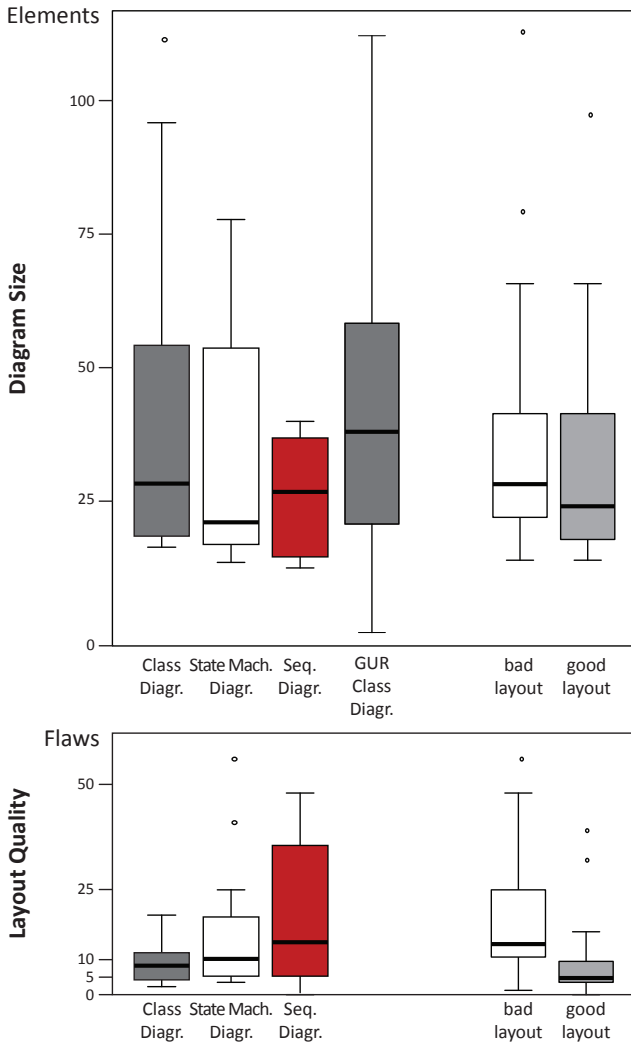 Elements
100
75
50
25
0
Diagram Size
Class State Mach. Seq. GUR bad good
Diagr. Diagr. Diagr. Class layout layout
Diagr.
Flaws
50
25
10
5
0
Layout Quality
Class State Mach. Seq. bad good
Diagr. Diagr. Diagr. layout layout